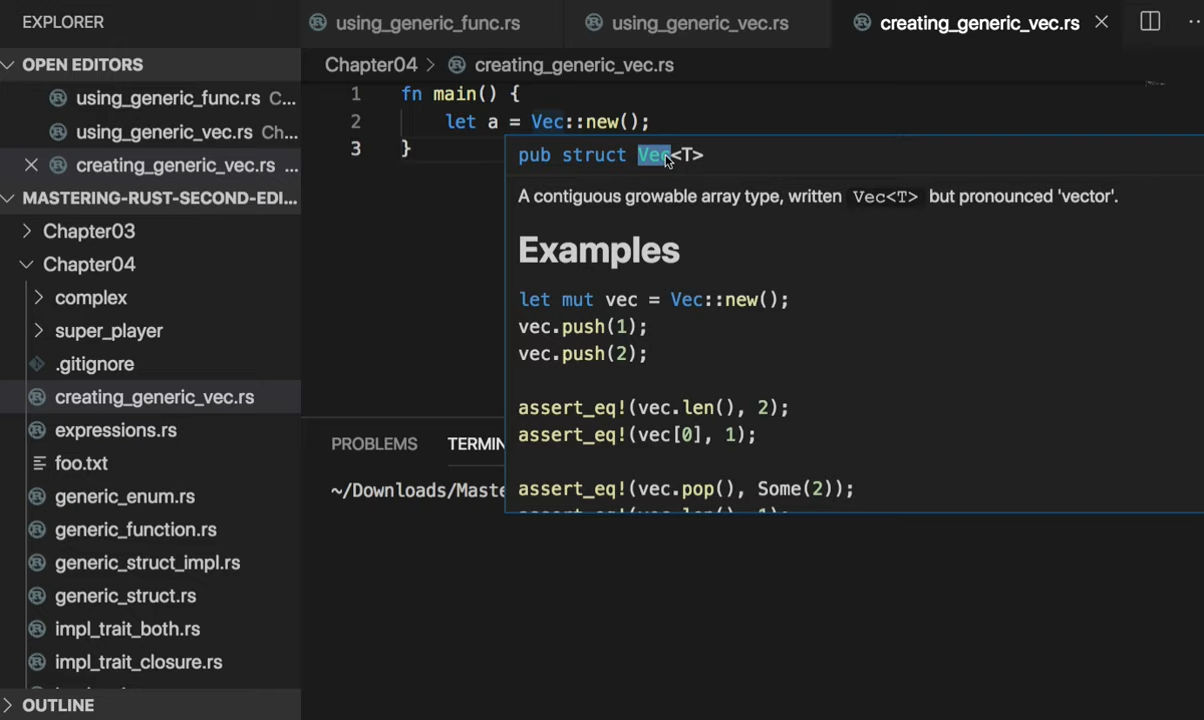 EXPLORER
using_generic_func.rs
using_generic_vec.rs
creating_generic_vec.rs
OPEN EDITORS
using_generic_func.rs C...
using_generic_vec.rs Ch...
creating_generic_vec.rs ...
MASTERING-RUST-SECOND-EDI...
Chapter03
Chapter04
complex
super_player
.gitignore
creating_generic_vec.rs
expressions.rs
foo.txt
generic_enum.rs
generic_function.rs
generic_struct_impl.rs
generic_struct.rs
impl_trait_both.rs
impl_trait_closure.rs
OUTLINE
Chapter04 > creating_generic_vec.rs
1 fn main() {
2 let a = Vec::new();
3 }
pub struct Vec<T>
A contiguous growable array type, written Vec<T> but pronounced 'vector'.
Examples
let mut vec = Vec::new();
vec.push(1);
vec.push(2);
assert_eq!(vec.len(), 2);
assert_eq!(vec[0], 1);
assert_eq!(vec.pop(), Some(2));
PROBLEMS TERMIN
~/Downloads/Maste